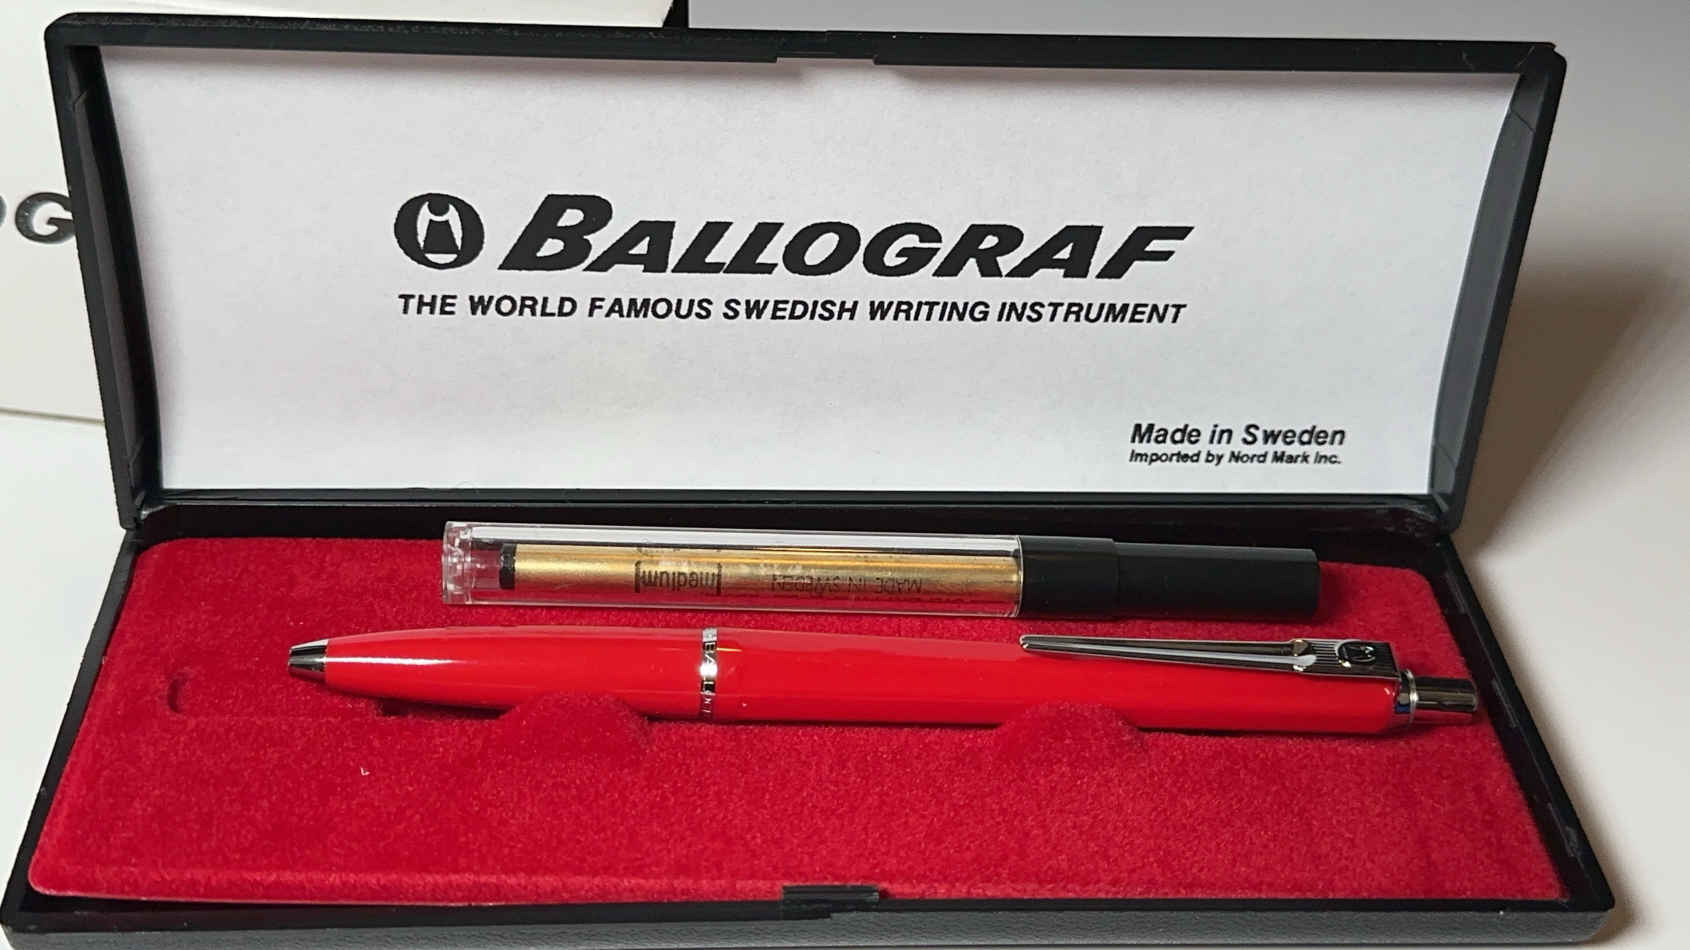 BALLOGRAF
THE WORLD FAMOUS SWEDISH WRITING INSTRUMENT
Made in Sweden
Imported by Nord Mark Inc.
medium
MADE IN SWEDEN